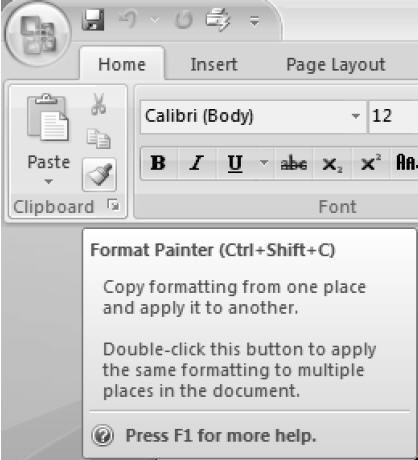 Home Insert Page Layout
Calibri (Body) 12
Paste B I U abc x₂ x² AA
Clipboard Font
Format Painter (Ctrl+Shift+C)
Copy formatting from one place
and apply it to another.
Double-click this button to apply
the same formatting to multiple
places in the document.
Press F1 for more help.